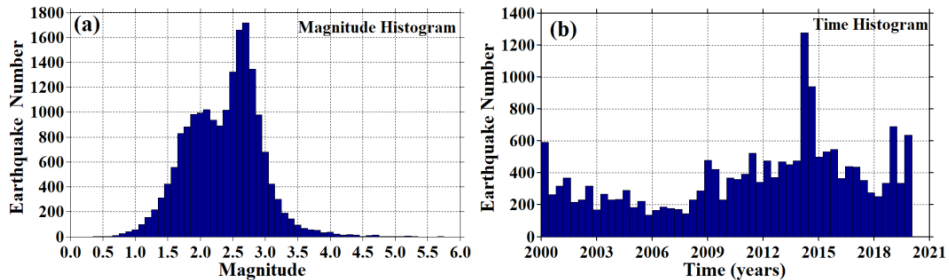 (a)
Magnitude Histogram
Earthquake Number
1800
1600
1400
1200
1000
800
600
400
200
0
0.0 0.5 1.0 1.5 2.0 2.5 3.0 3.5 4.0 4.5 5.0 5.5 6.0
Magnitude
(b)
Time Histogram
Earthquake Number
1400
1200
1000
800
600
400
200
0
2000 2003 2006 2009 2012 2015 2018 2021
Time (years)